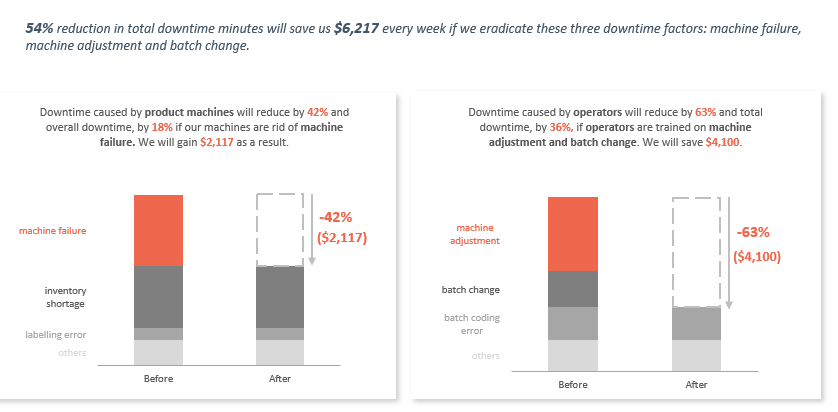 54% reduction in total downtime minutes will save us $6,217 every week if we eradicate these three downtime factors: machine failure,
machine adjustment and batch change.
Downtime caused by product machines will reduce by 42% and
overall downtime, by 18% if our machines are rid of machine
failure. We will gain $2,117 as a result.
machine failure
-42%
($2,117)
inventory
shortage
labelling error
others
Before
After
Downtime caused by operators will reduce by 63% and total
downtime, by 36%, if operators are trained on machine
adjustment and batch change. We will save $4,100.
machine
adjustment
-63%
($4,100)
batch change
batch coding
error
others
Before
After